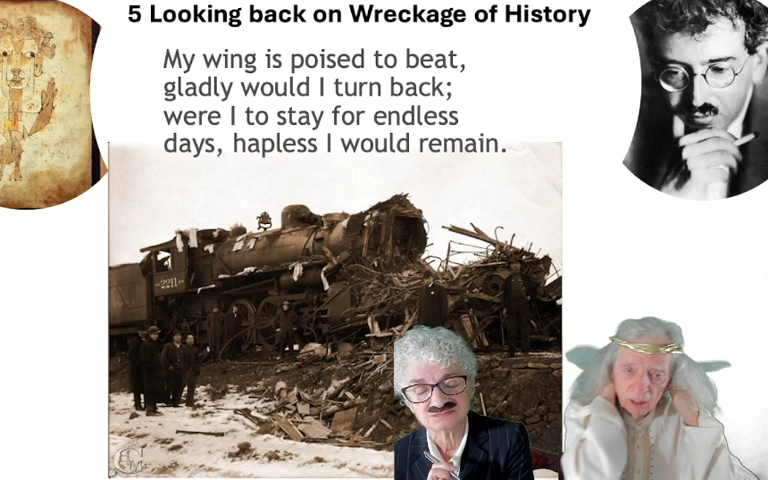 5 Looking back on Wreckage of History
My wing is poised to beat,
gladly would I turn back;
were I to stay for endless
days, hapless I would remain.
2211